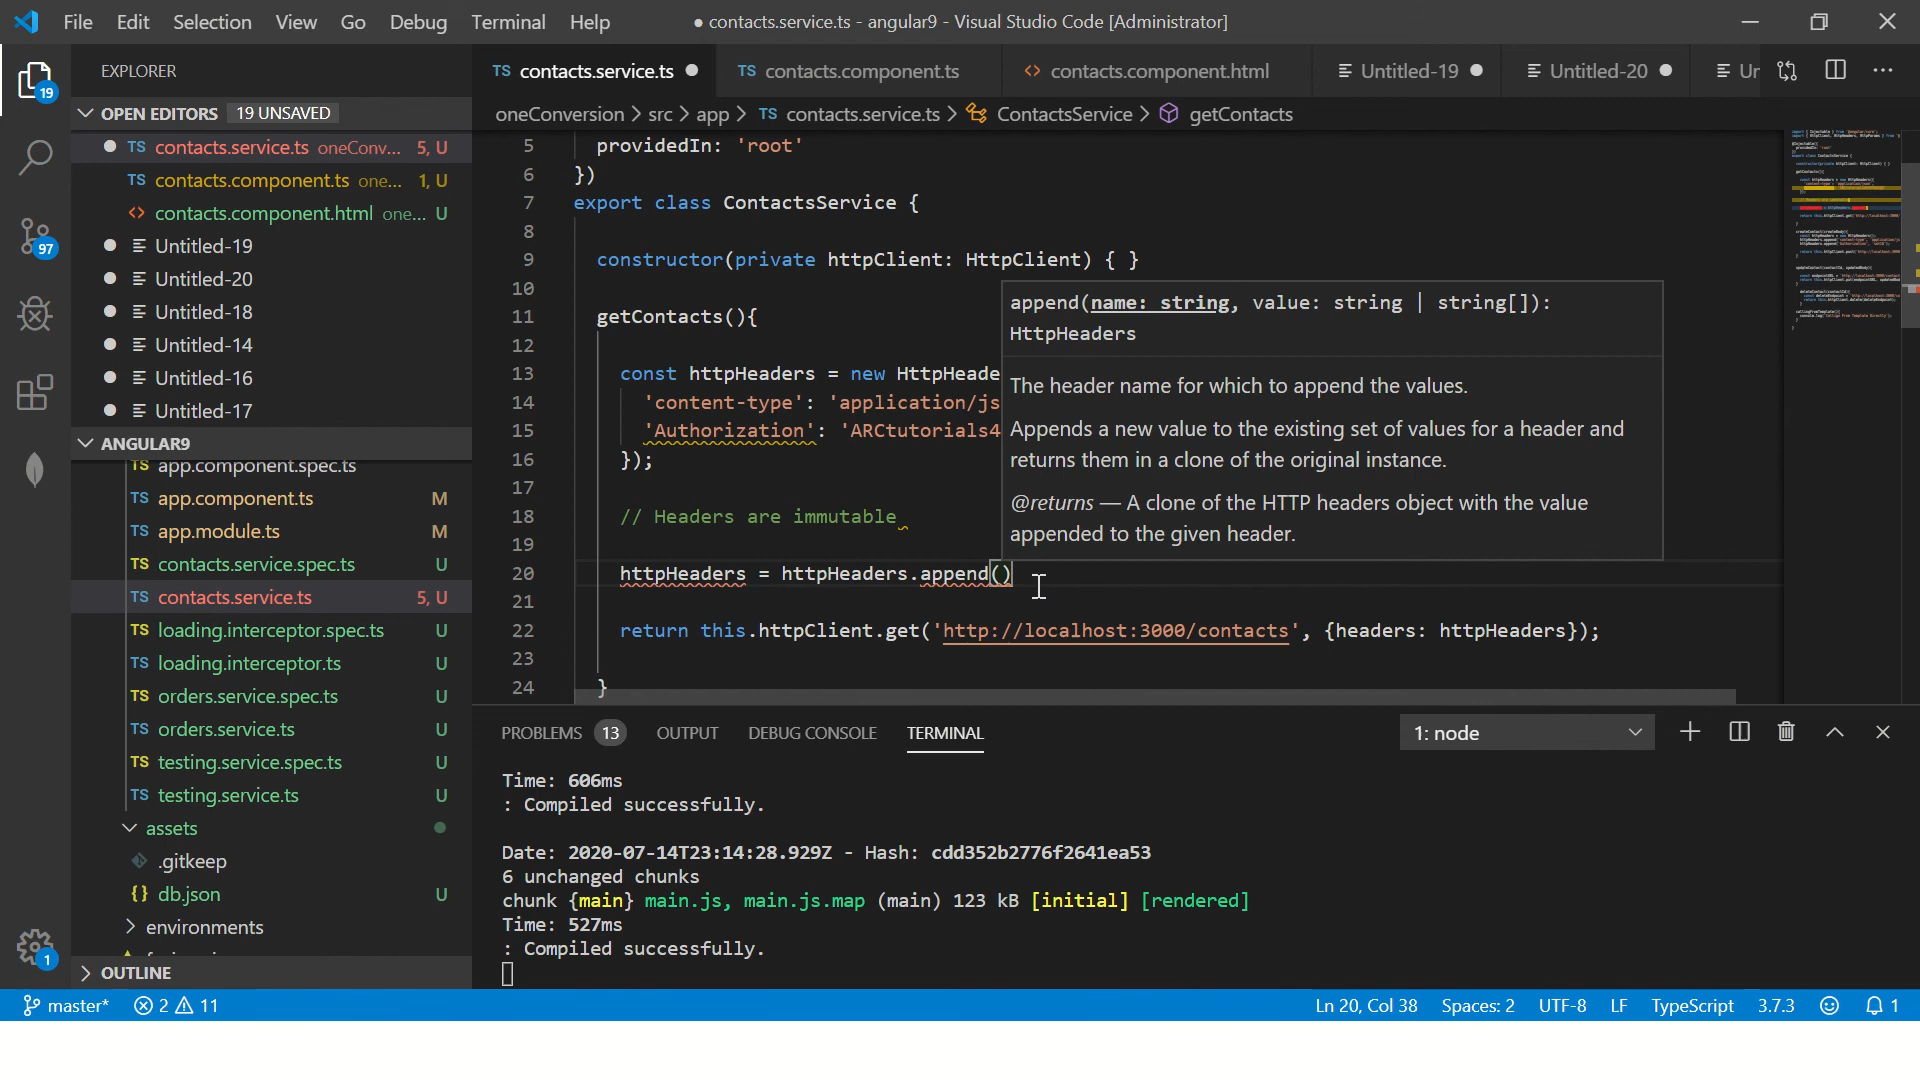 File Edit Selection View Go Debug Terminal Help
● contacts.service.ts - angular9 - Visual Studio Code [Administrator]
EXPLORER
OPEN EDITORS 19 UNSAVED
TS contacts.service.ts oneConv... 5, U
TS contacts.component.ts one... 1, U
<> contacts.component.html one... U
Untitled-19
Untitled-20
Untitled-18
Untitled-14
Untitled-16
Untitled-17
ANGULAR9
TS app.component.spec.ts
TS app.component.ts M
TS app.module.ts M
TS contacts.service.spec.ts U
TS contacts.service.ts 5, U
TS loading.interceptor.spec.ts U
TS loading.interceptor.ts U
TS orders.service.spec.ts U
TS orders.service.ts U
TS testing.service.spec.ts U
TS testing.service.ts U
assets
.gitkeep
{} db.json U
environments
OUTLINE
19
97
1
TS contacts.service.ts TS contacts.component.ts <> contacts.component.html Untitled-19 Untitled-20 Ur
oneConversion > src > app > TS contacts.service.ts > ContactsService > getContacts
5 providedIn: 'root'
6 })
7 export class ContactsService {
8
9 constructor(private httpClient: HttpClient) { }
10
11 getContacts(){
12
13 const httpHeaders = new HttpHeade
14 'content-type': 'application/js
15 'Authorization': 'ARCtutorials4
16 });
17
18 // Headers are immutable
19
20 httpHeaders = httpHeaders.append()
21
22 return this.httpClient.get('http://localhost:3000/contacts', {headers: httpHeaders});
23
24 }
append(name: string, value: string | string[]):
HttpHeaders
The header name for which to append the values.
Appends a new value to the existing set of values for a header and
returns them in a clone of the original instance.
@returns — A clone of the HTTP headers object with the value
appended to the given header.
PROBLEMS 13 OUTPUT DEBUG CONSOLE TERMINAL 1: node
Time: 606ms
: Compiled successfully.
Date: 2020-07-14T23:14:28.929Z - Hash: cdd352b2776f2641ea53
6 unchanged chunks
chunk {main} main.js, main.js.map (main) 123 kB [initial] [rendered]
Time: 527ms
: Compiled successfully.
master* 2 11 Ln 20, Col 38 Spaces: 2 UTF-8 LF TypeScript 3.7.3 1